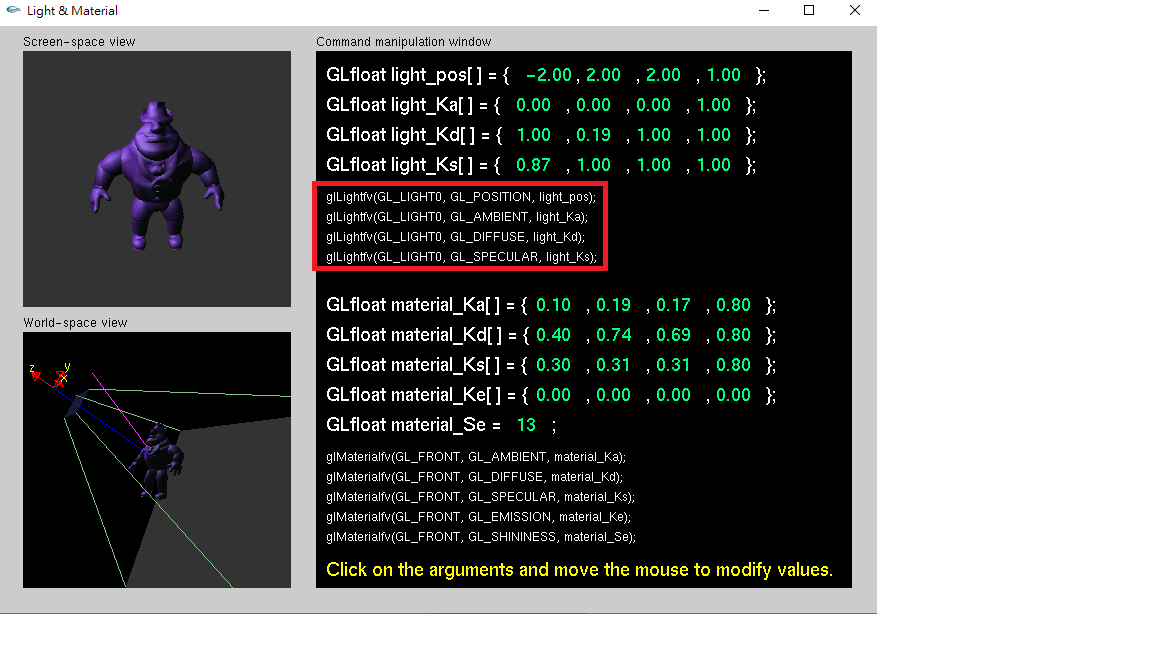 Light & Material
Screen-space view
Command manipulation window
GLfloat light_pos[ ] = { -2.00 , 2.00 , 2.00 , 1.00 };
GLfloat light_Ka[ ] = { 0.00 , 0.00 , 0.00 , 1.00 };
GLfloat light_Kd[ ] = { 1.00 , 0.19 , 1.00 , 1.00 };
GLfloat light_Ks[ ] = { 0.87 , 1.00 , 1.00 , 1.00 };
glLightfv(GL_LIGHT0, GL_POSITION, light_pos);
glLightfv(GL_LIGHT0, GL_AMBIENT, light_Ka);
glLightfv(GL_LIGHT0, GL_DIFFUSE, light_Kd);
glLightfv(GL_LIGHT0, GL_SPECULAR, light_Ks);
GLfloat material_Ka[ ] = { 0.10 , 0.19 , 0.17 , 0.80 };
GLfloat material_Kd[ ] = { 0.40 , 0.74 , 0.69 , 0.80 };
GLfloat material_Ks[ ] = { 0.30 , 0.31 , 0.31 , 0.80 };
GLfloat material_Ke[ ] = { 0.00 , 0.00 , 0.00 , 0.00 };
GLfloat material_Se = 13 ;
glMaterialfv(GL_FRONT, GL_AMBIENT, material_Ka);
glMaterialfv(GL_FRONT, GL_DIFFUSE, material_Kd);
glMaterialfv(GL_FRONT, GL_SPECULAR, material_Ks);
glMaterialfv(GL_FRONT, GL_EMISSION, material_Ke);
glMaterialfv(GL_FRONT, GL_SHININESS, material_Se);
Click on the arguments and move the mouse to modify values.
World-space view
z
y
x